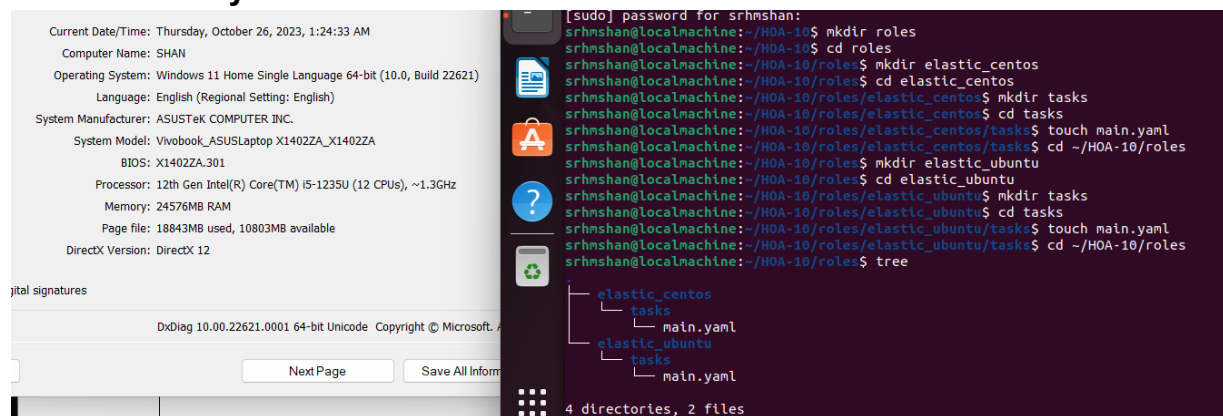 Current Date/Time: Thursday, October 26, 2023, 1:24:33 AM
Computer Name: SHAN
Operating System: Windows 11 Home Single Language 64-bit (10.0, Build 22621)
Language: English (Regional Setting: English)
System Manufacturer: ASUSTeK COMPUTER INC.
System Model: Vivobook_ASUSLaptop X1402ZA_X1402ZA
BIOS: X1402ZA.301
Processor: 12th Gen Intel(R) Core(TM) i5-1235U (12 CPUs), ~1.3GHz
Memory: 24576MB RAM
Page file: 18843MB used, 10803MB available
DirectX Version: DirectX 12
gital signatures
DxDiag 10.00.22621.0001 64-bit Unicode Copyright © Microsoft. A
Next Page
Save All Inform
[sudo] password for srhmshan:
srhmshan@localmachine:~/HOA-10$ mkdir roles
srhmshan@localmachine:~/HOA-10$ cd roles
srhmshan@localmachine:~/HOA-10/roles$ mkdir elastic_centos
srhmshan@localmachine:~/HOA-10/roles$ cd elastic_centos
srhmshan@localmachine:~/HOA-10/roles/elastic_centos$ mkdir tasks
srhmshan@localmachine:~/HOA-10/roles/elastic_centos$ cd tasks
srhmshan@localmachine:~/HOA-10/roles/elastic_centos/tasks$ touch main.yaml
srhmshan@localmachine:~/HOA-10/roles/elastic_centos/tasks$ cd ~/HOA-10/roles
srhmshan@localmachine:~/HOA-10/roles$ mkdir elastic_ubuntu
srhmshan@localmachine:~/HOA-10/roles$ cd elastic_ubuntu
srhmshan@localmachine:~/HOA-10/roles/elastic_ubuntu$ mkdir tasks
srhmshan@localmachine:~/HOA-10/roles/elastic_ubuntu$ cd tasks
srhmshan@localmachine:~/HOA-10/roles/elastic_ubuntu/tasks$ touch main.yaml
srhmshan@localmachine:~/HOA-10/roles/elastic_ubuntu/tasks$ cd ~/HOA-10/roles
srhmshan@localmachine:~/HOA-10/roles$ tree
.
├── elastic_centos
│   └── tasks
│       └── main.yaml
└── elastic_ubuntu
    └── tasks
        └── main.yaml
4 directories, 2 files